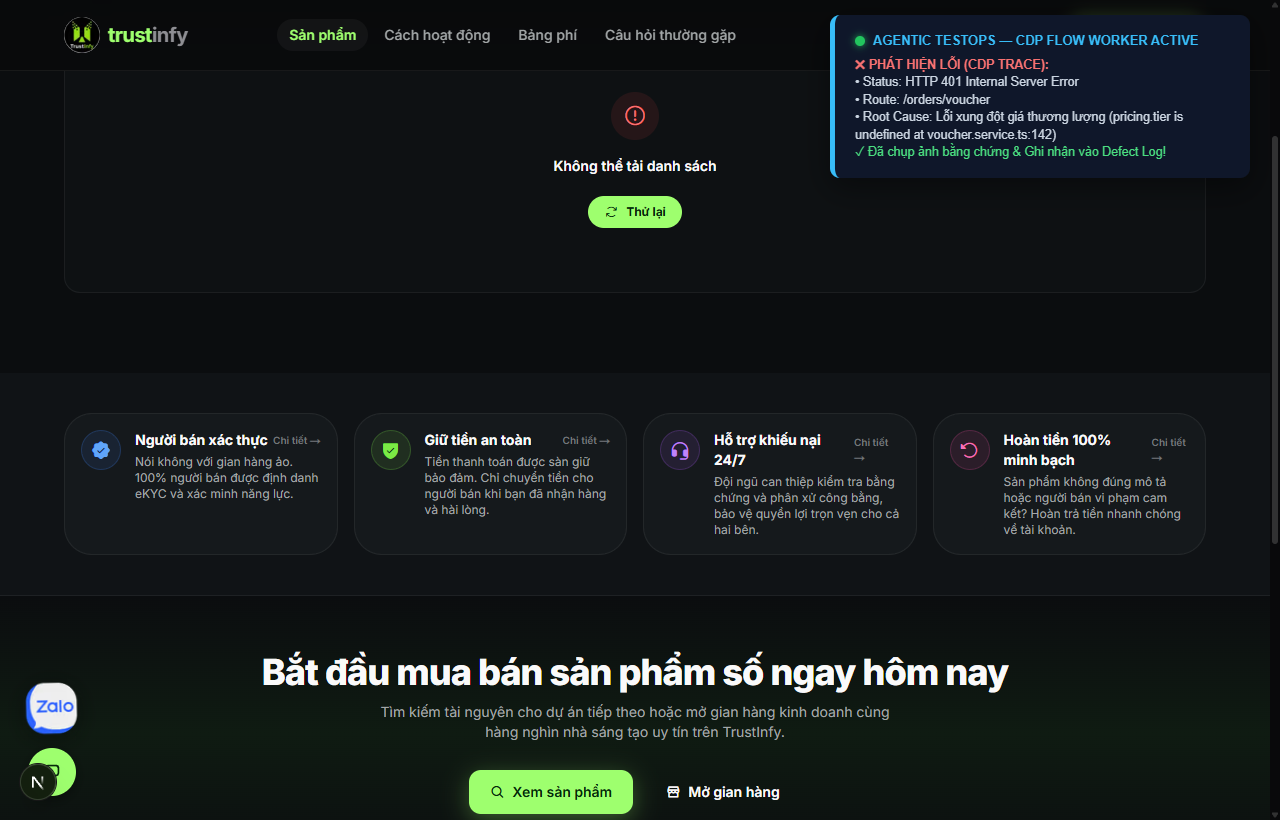 trustinfy
TrustInfy
Sản phẩm
Cách hoạt động
Bảng phí
Câu hỏi thường gặp
AGENTIC TESTOPS — CDP FLOW WORKER ACTIVE
❌ PHÁT HIỆN LỖI (CDP TRACE):
• Status: HTTP 401 Internal Server Error
• Route: /orders/voucher
• Root Cause: Lỗi xung đột giá thương lượng (pricing.tier is
undefined at voucher.service.ts:142)
✓ Đã chụp ảnh bằng chứng & Ghi nhận vào Defect Log!
Không thể tải danh sách
Thử lại
Người bán xác thực
Chi tiết →
Nói không với gian hàng ảo.
100% người bán được định danh
eKYC và xác minh năng lực.
Giữ tiền an toàn
Chi tiết →
Tiền thanh toán được sàn giữ
bảo đảm. Chỉ chuyển tiền cho
người bán khi bạn đã nhận hàng
và hài lòng.
Hỗ trợ khiếu nại
24/7
Chi tiết
→
Đội ngũ can thiệp kiểm tra bằng
chứng và phân xử công bằng,
bảo vệ quyền lợi trọn vẹn cho cả
hai bên.
Hoàn tiền 100%
minh bạch
Chi tiết
→
Sản phẩm không đúng mô tả
hoặc người bán vi phạm cam
kết? Hoàn trả tiền nhanh chóng
về tài khoản.
Bắt đầu mua bán sản phẩm số ngay hôm nay
Tìm kiếm tài nguyên cho dự án tiếp theo hoặc mở gian hàng kinh doanh cùng
hàng nghìn nhà sáng tạo uy tín trên TrustInfy.
Zalo
N
Xem sản phẩm
Mở gian hàng